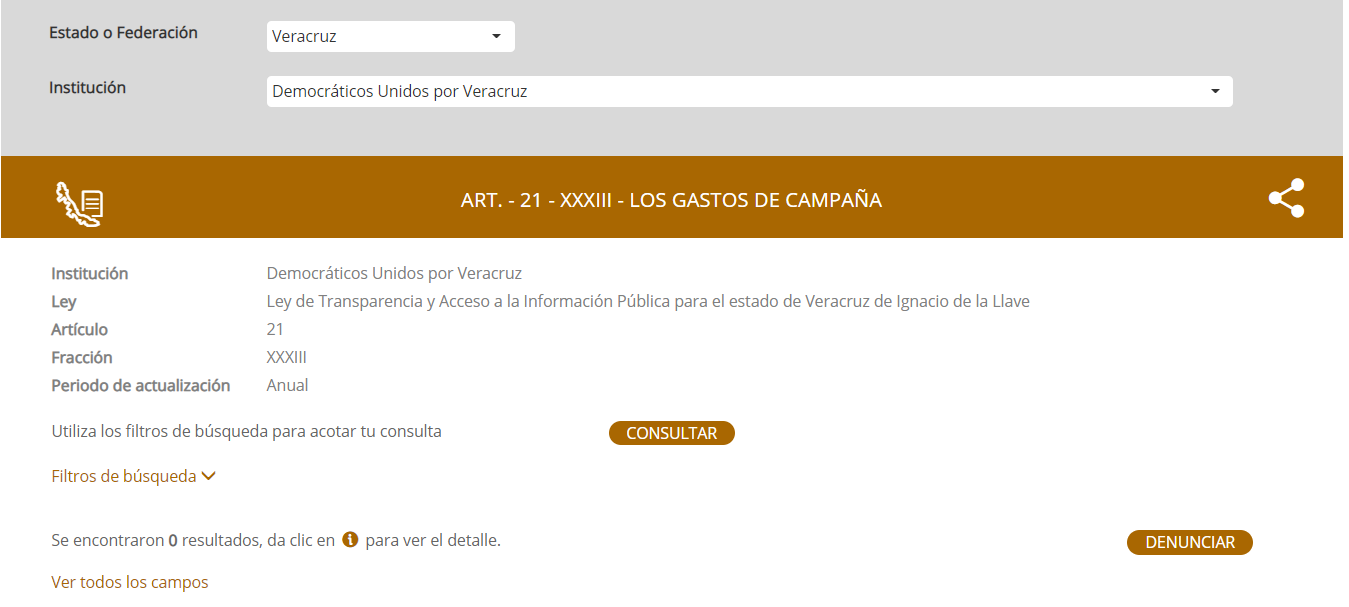 Estado o Federación Veracruz
Institución Democráticos Unidos por Veracruz
ART. - 21 - XXXIII - LOS GASTOS DE CAMPAÑA
Institución Democráticos Unidos por Veracruz
Ley Ley de Transparencia y Acceso a la Información Pública para el estado de Veracruz de Ignacio de la Llave
Artículo 21
Fracción XXXIII
Periodo de actualización Anual
Utiliza los filtros de búsqueda para acotar tu consulta CONSULTAR
Filtros de búsqueda
Se encontraron 0 resultados, da clic en i para ver el detalle. DENUNCIAR
Ver todos los campos